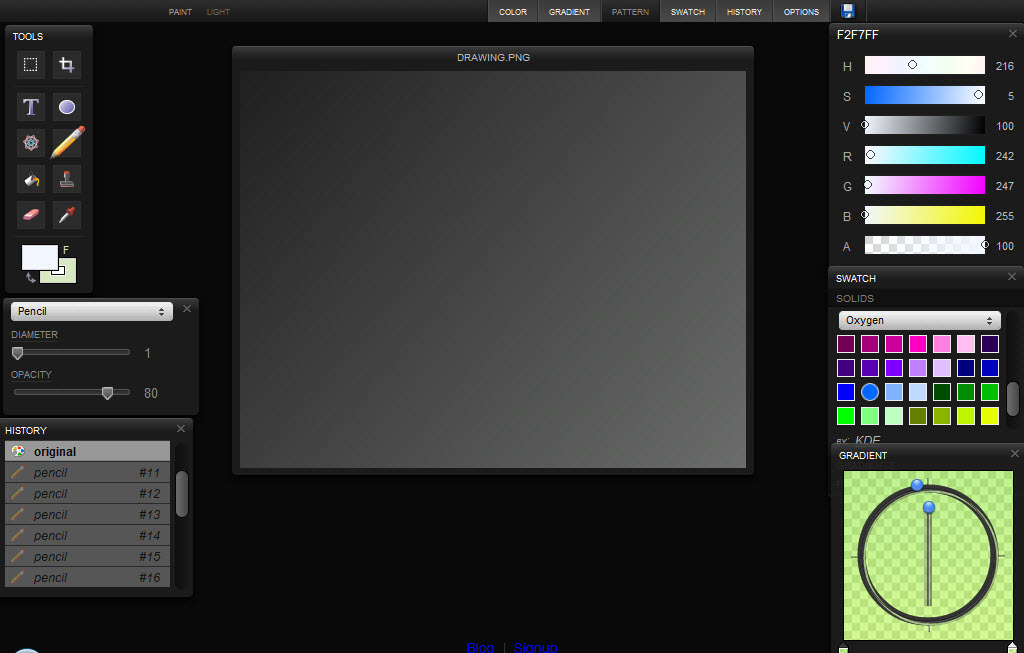 PAINT LIGHT COLOR GRADIENT PATTERN SWATCH HISTORY OPTIONS
TOOLS
T
F
Pencil
DIAMETER
1
OPACITY
80
HISTORY
original
pencil #11
pencil #12
pencil #13
pencil #14
pencil #15
pencil #16
DRAWING.PNG
Blog | Signup
F2F7FF
H 216
S 5
V 100
R 242
G 247
B 255
A 100
SWATCH
SOLIDS
Oxygen
BY: KDE
GRADIENT